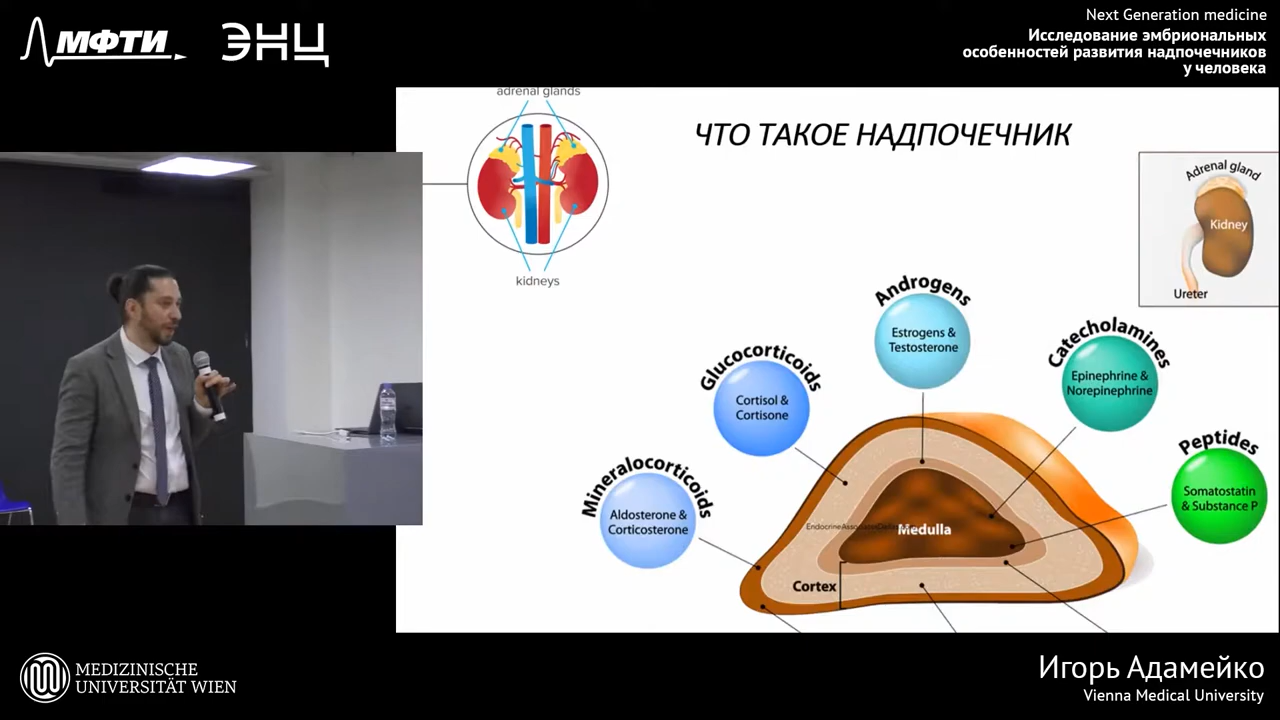 МФТИ
ЭНЦ
Next Generation medicine
Исследование эмбриональных
особенностей развития надпочечников
у человека
adrenal glands
kidneys
ЧТО ТАКОЕ НАДПОЧЕЧНИК
Adrenal gland
Kidney
Ureter
Androgens
Estrogens &
Testosterone
Catecholamines
Epinephrine &
Norepinephrine
Glucocorticoids
Cortisol &
Cortisone
Peptides
Somatostatin
& Substance P
Mineralocorticoids
Aldosterone &
Corticosterone
Medulla
Cortex
MEDIZINISCHE
UNIVERSITÄT WIEN
Игорь Адамейко
Vienna Medical University